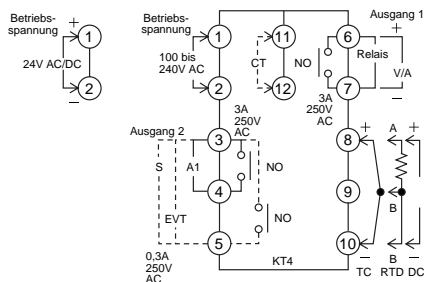 Betriebs-
spannung
+
1
24V AC/DC
2
−
Betriebs-
spannung
1
100 bis
240V AC
2
11
CT
12
Ausgang 1
6
NO
Relais
+
V/A
−
7
3A
250V
AC
3A
250V
AC
Ausgang 2
3
S
A1
NO
4
EVT
NO
5
0,3A
250V
AC
KT4
8
+
A
+
9
B
10
−
B
−
TC RTD DC